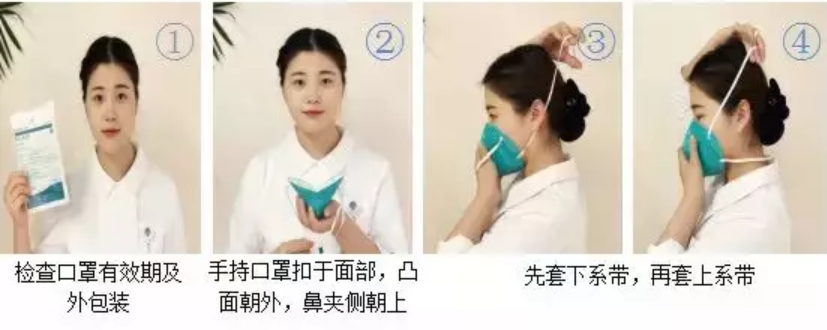 ①
②
③
④
检查口罩有效期及
外包装
手持口罩扣于面部，凸
面朝外，鼻夹侧朝上
先套下系带，再套上系带